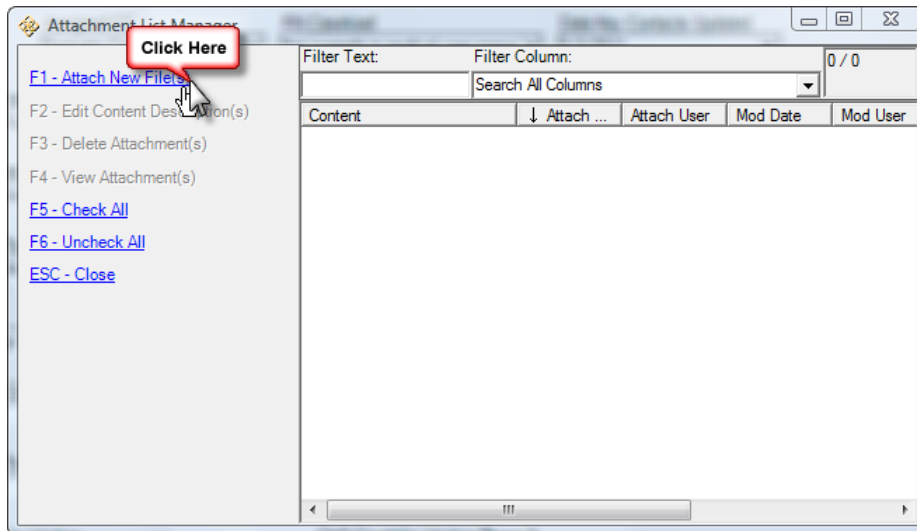 Attachment List Manager
Click Here
F1 - Attach New File(s)
F2 - Edit Content Description(s)
F3 - Delete Attachment(s)
F4 - View Attachment(s)
F5 - Check All
F6 - Uncheck All
ESC - Close
Filter Text:
Filter Column:
0 / 0
Search All Columns
Content
↓ Attach ...
Attach User
Mod Date
Mod User